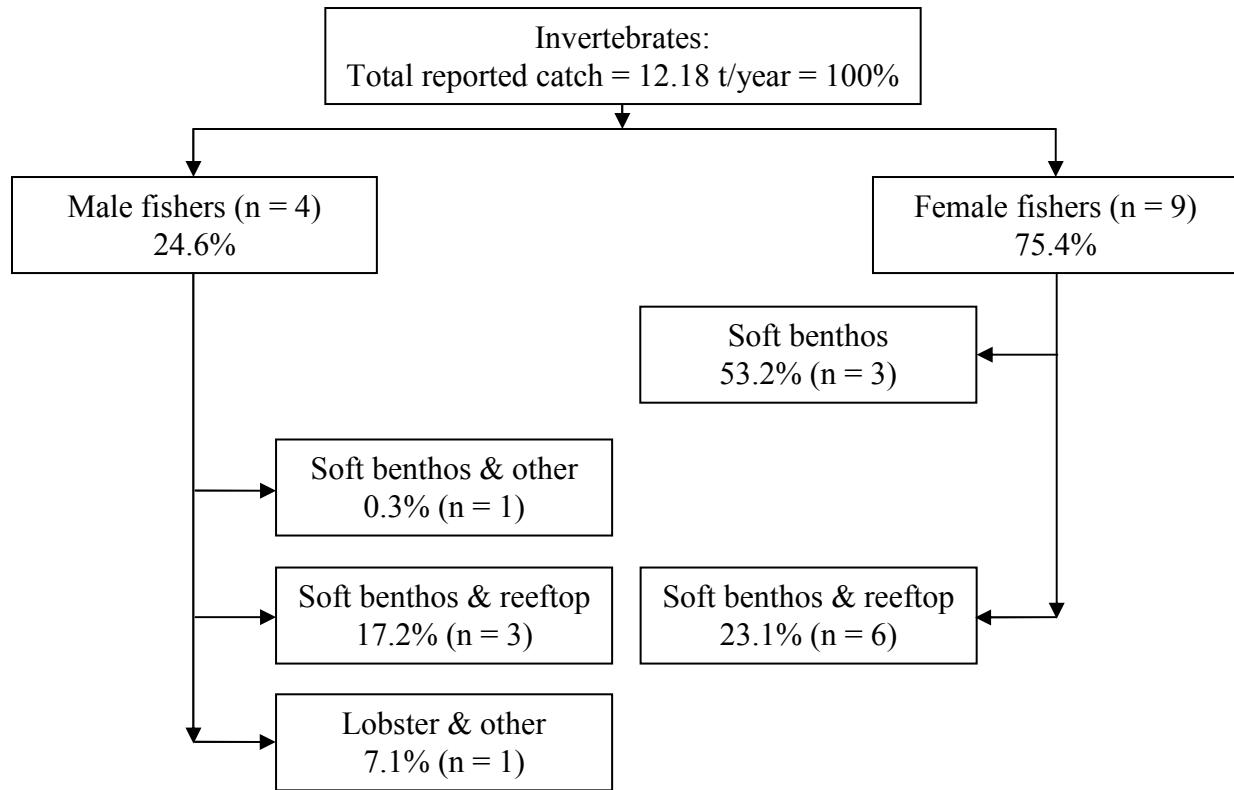 Invertebrates:
Total reported catch = 12.18 t/year = 100%
Male fishers (n = 4)
24.6%
Female fishers (n = 9)
75.4%
Soft benthos
53.2% (n = 3)
Soft benthos & other
0.3% (n = 1)
Soft benthos & reeftop
17.2% (n = 3)
Soft benthos & reeftop
23.1% (n = 6)
Lobster & other
7.1% (n = 1)